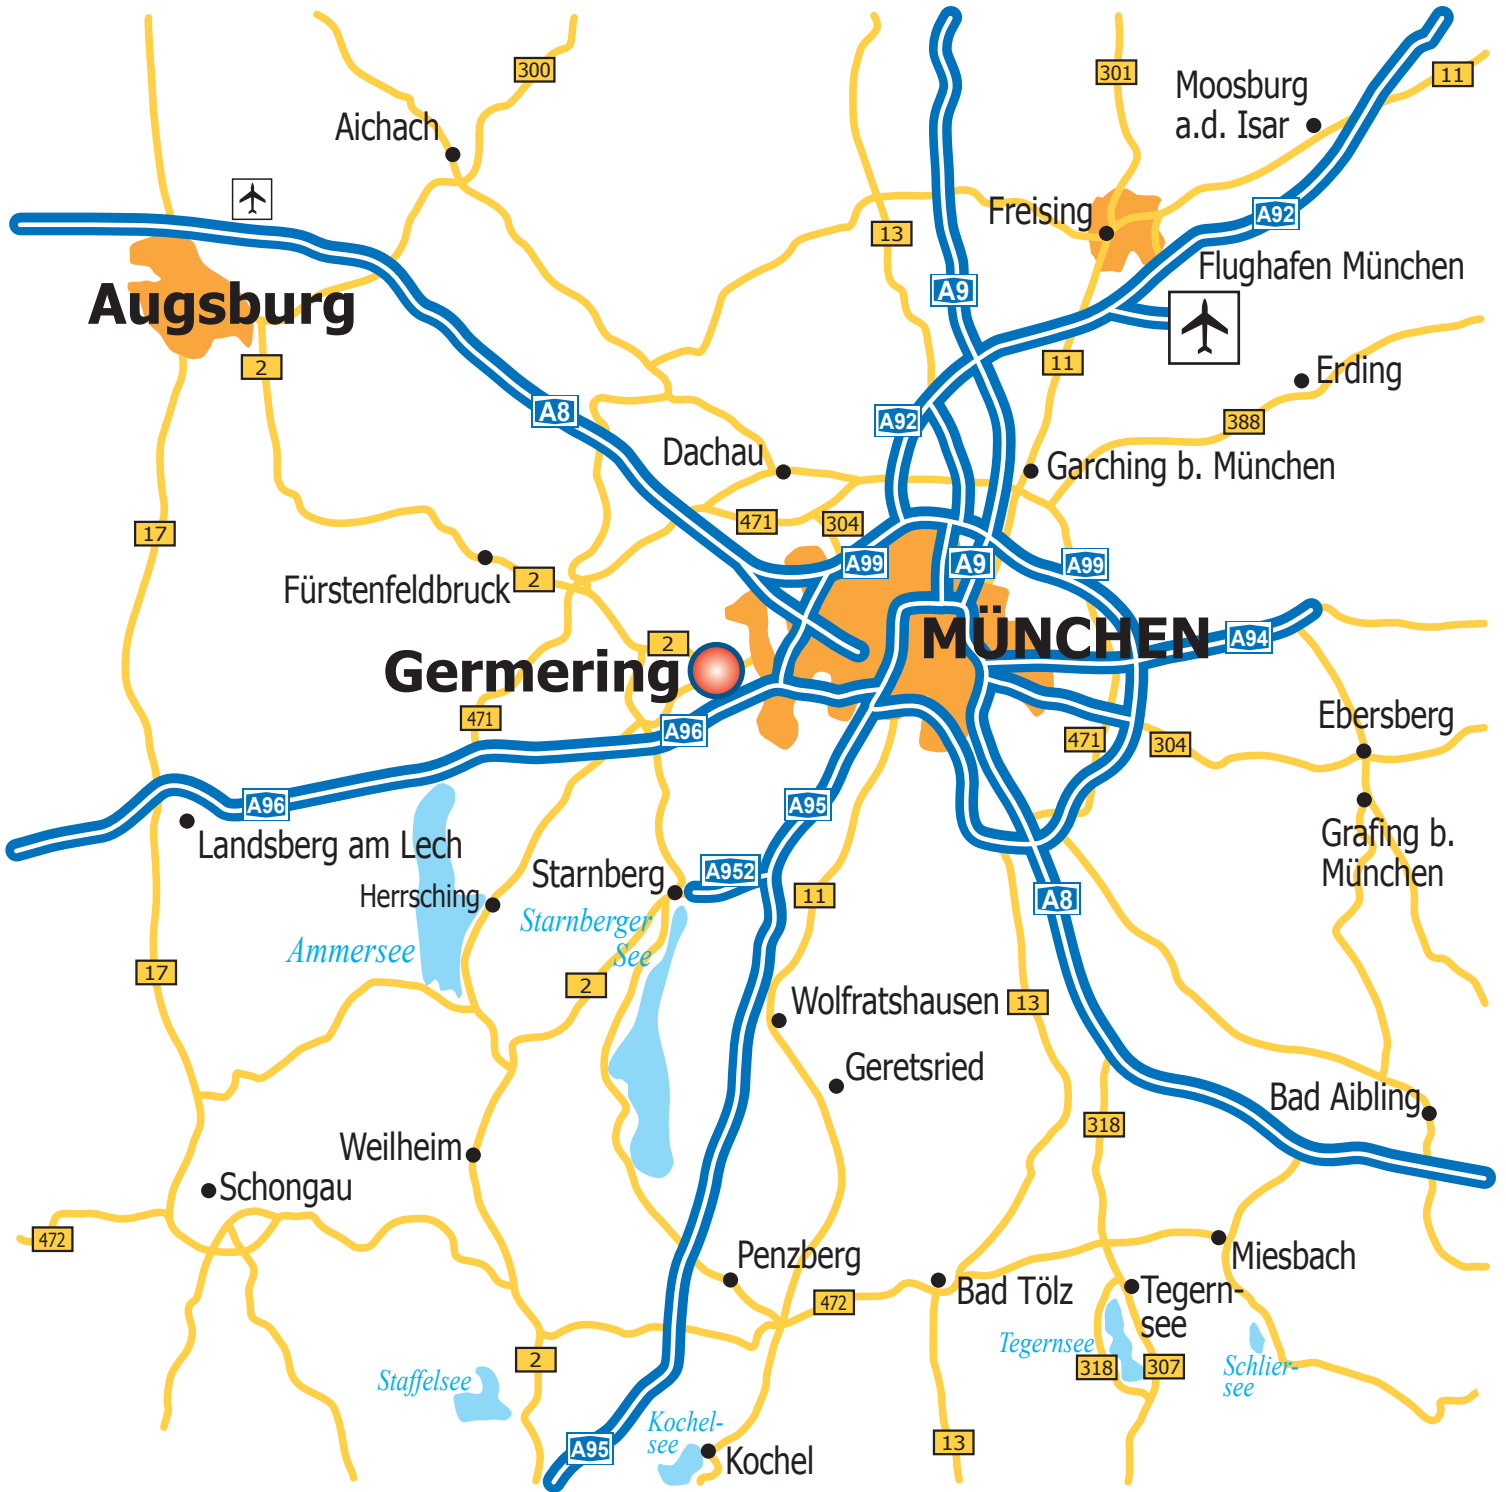 300
301
11
Moosburg
a.d. Isar
Aichach
Freising
A92
13
Flughafen München
A9
Augsburg
2
11
Erding
A8
A92
388
Dachau
Garching b. München
471
304
17
A99
A9
A99
Fürstenfeldbruck
2
MÜNCHEN
A94
2
Germering
471
A96
471
304
Ebersberg
A96
A95
Landsberg am Lech
Grafing b.
München
Starnberg
A952
Herrsching
11
A8
Starnberger
See
Ammersee
17
2
Wolfratshausen
13
Geretsried
Bad Aibling
318
Weilheim
Schongau
472
Penzberg
Miesbach
472
Bad Tölz
Tegern-
see
Tegernsee
2
318
307
Schlier-
see
Staffelsee
Kochel-
see
A95
Kochel
13